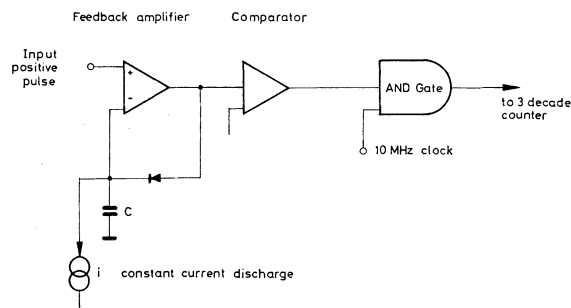 Feedback amplifier
Comparator
Input
positive
pulse
+
-
AND Gate
to 3 decade
counter
10 MHz clock
C
i
constant current discharge